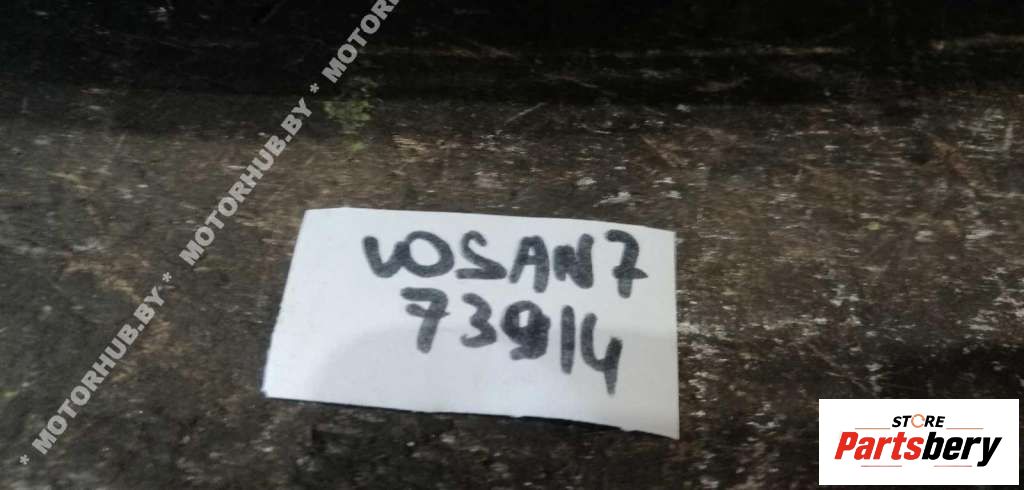 * MOTORHUB.BY * MOTORHUB.BY * MOTOR
VOSAN7
73914
STORE
Partsbery